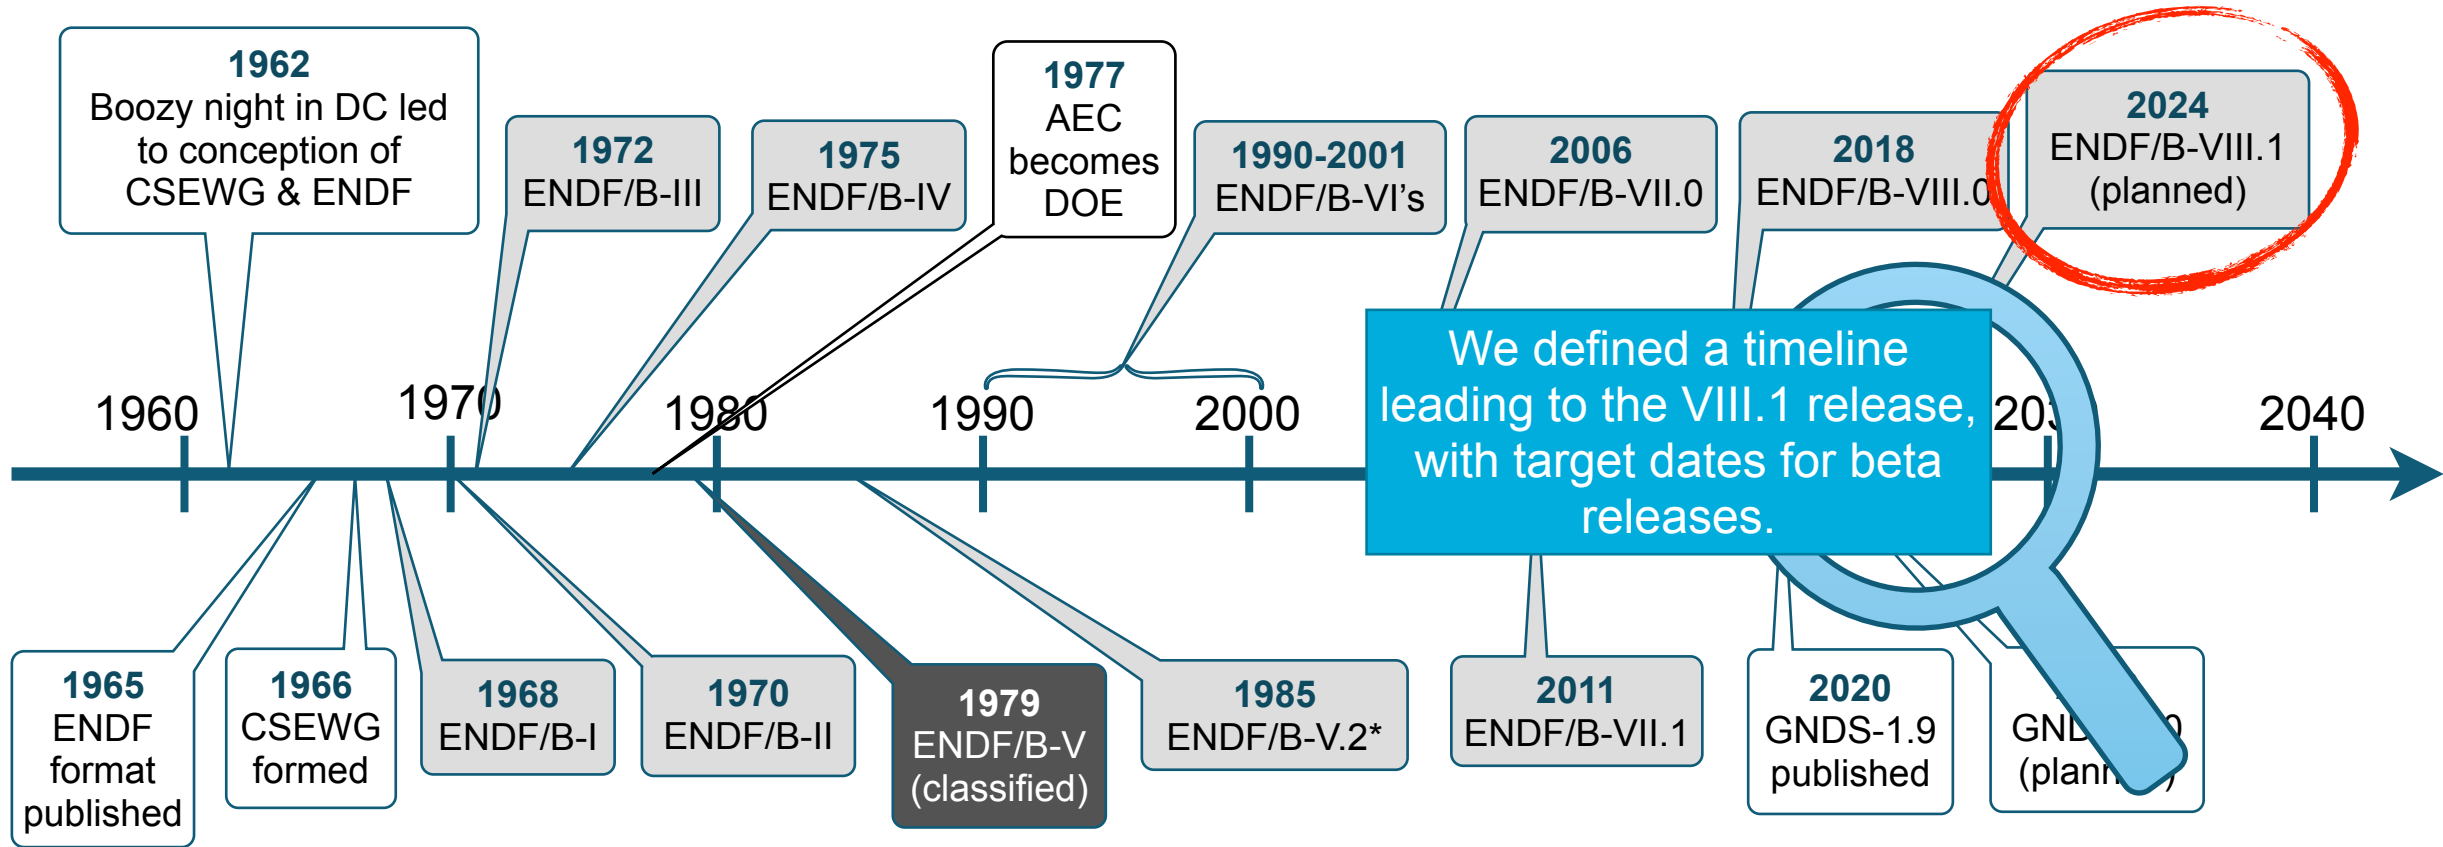 1962
Boozy night in DC led
to conception of
CSEWG & ENDF
1972
ENDF/B-III
1975
ENDF/B-IV
1977
AEC
becomes
DOE
1990-2001
ENDF/B-VI's
2006
ENDF/B-VII.0
2018
ENDF/B-VIII.0
2024
ENDF/B-VIII.1
(planned)
1960
1970
1980
1990
2000
2040
We defined a timeline
leading to the VIII.1 release,
with target dates for beta
releases.
1965
ENDF
format
published
1966
CSEWG
formed
1968
ENDF/B-I
1970
ENDF/B-II
1979
ENDF/B-V
(classified)
1985
ENDF/B-V.2*
2011
ENDF/B-VII.1
2020
GNDS-1.9
published